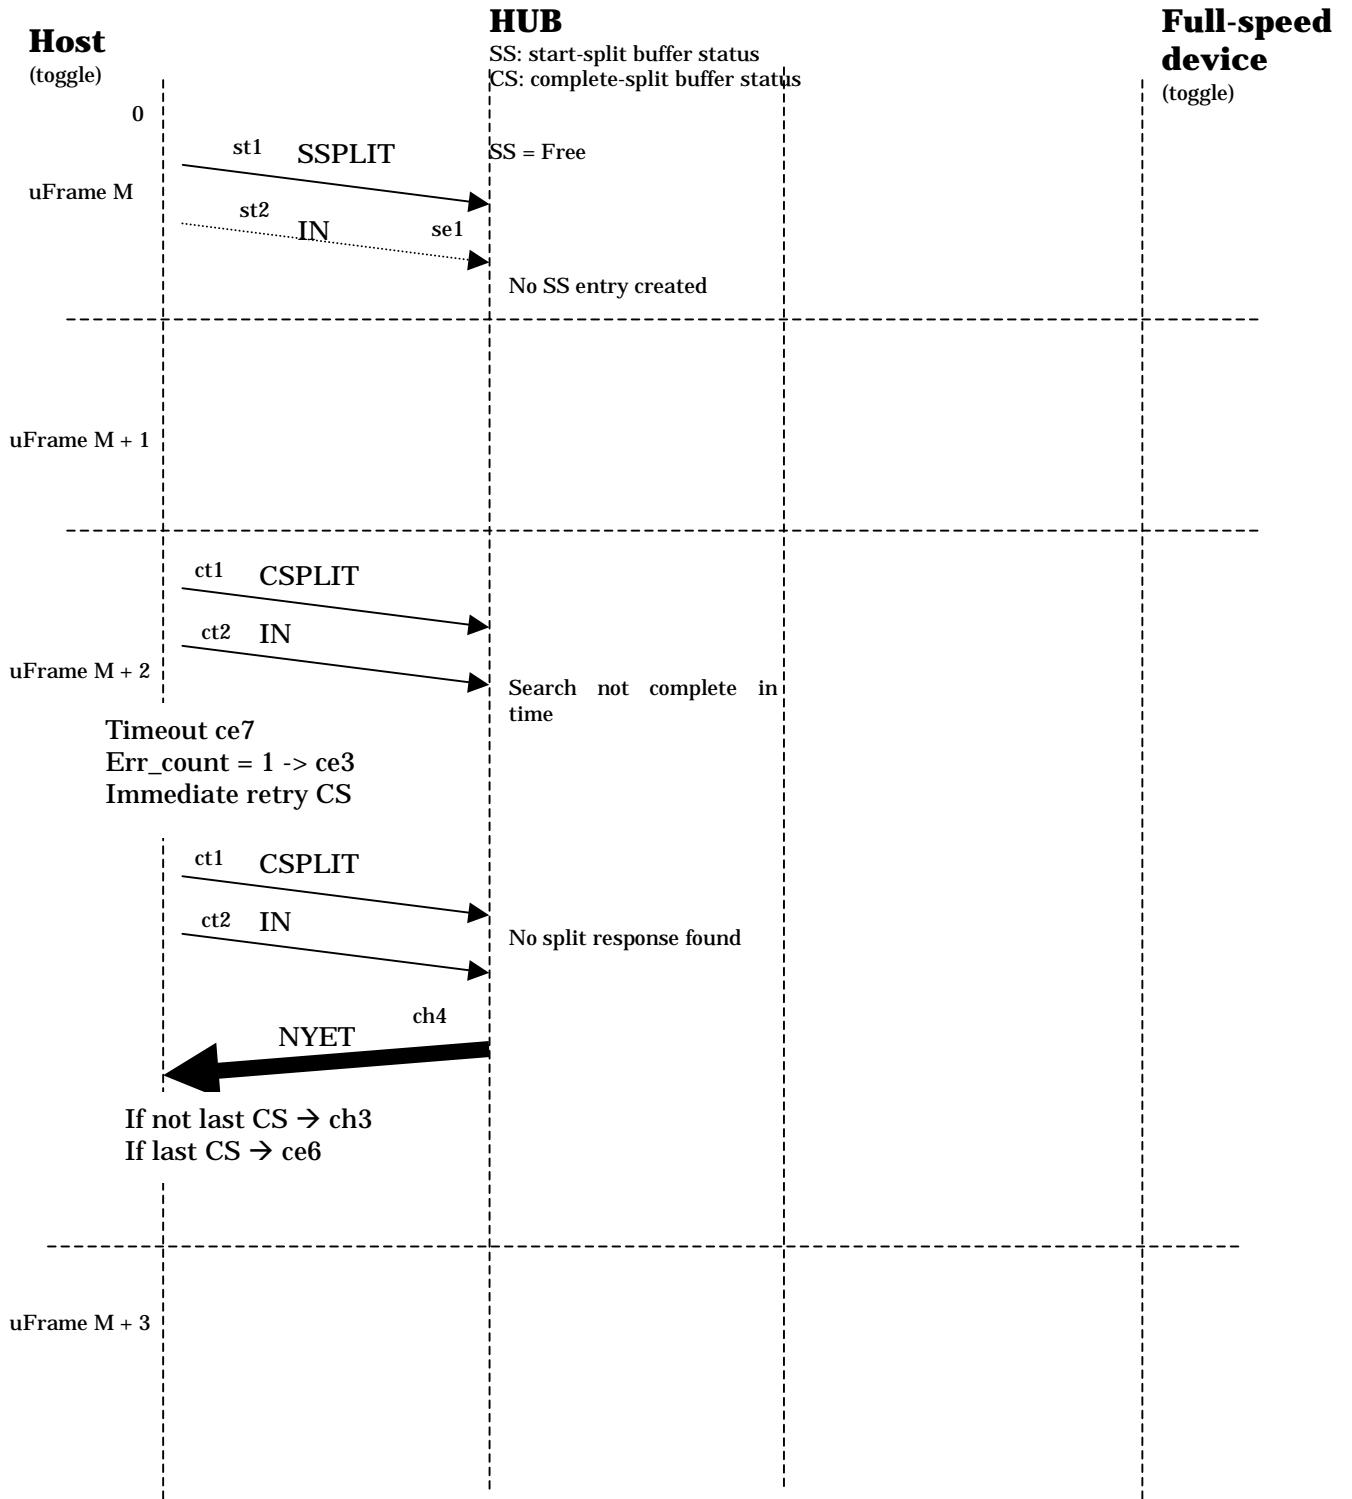 Host
(toggle)
HUB
SS: start-split buffer status
CS: complete-split buffer status
Full-speed
device
(toggle)
0
st1 SSPLIT
SS = Free
uFrame M
st2 IN se1
No SS entry created
uFrame M + 1
ct1 CSPLIT
ct2 IN
uFrame M + 2
Search not complete in
time
Timeout ce7
Err_count = 1 -> ce3
Immediate retry CS
ct1 CSPLIT
ct2 IN
No split response found
ch4
NYET
If not last CS → ch3
If last CS → ce6
uFrame M + 3